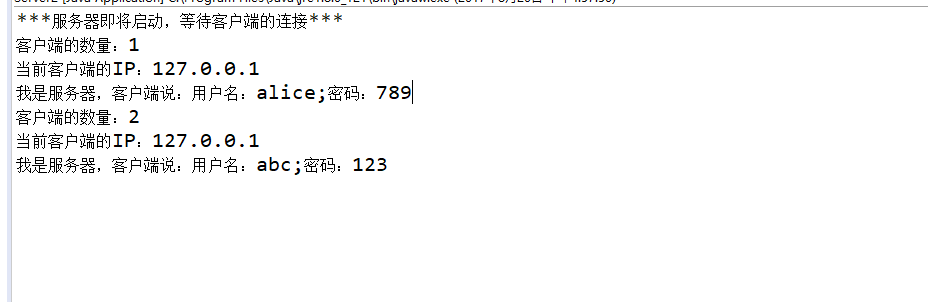 ***服务器即将启动，等待客户端的连接***
客户端的数量：1
当前客户端的IP：127.0.0.1
我是服务器，客户端说：用户名：alice;密码：789
客户端的数量：2
当前客户端的IP：127.0.0.1
我是服务器，客户端说：用户名：abc;密码：123